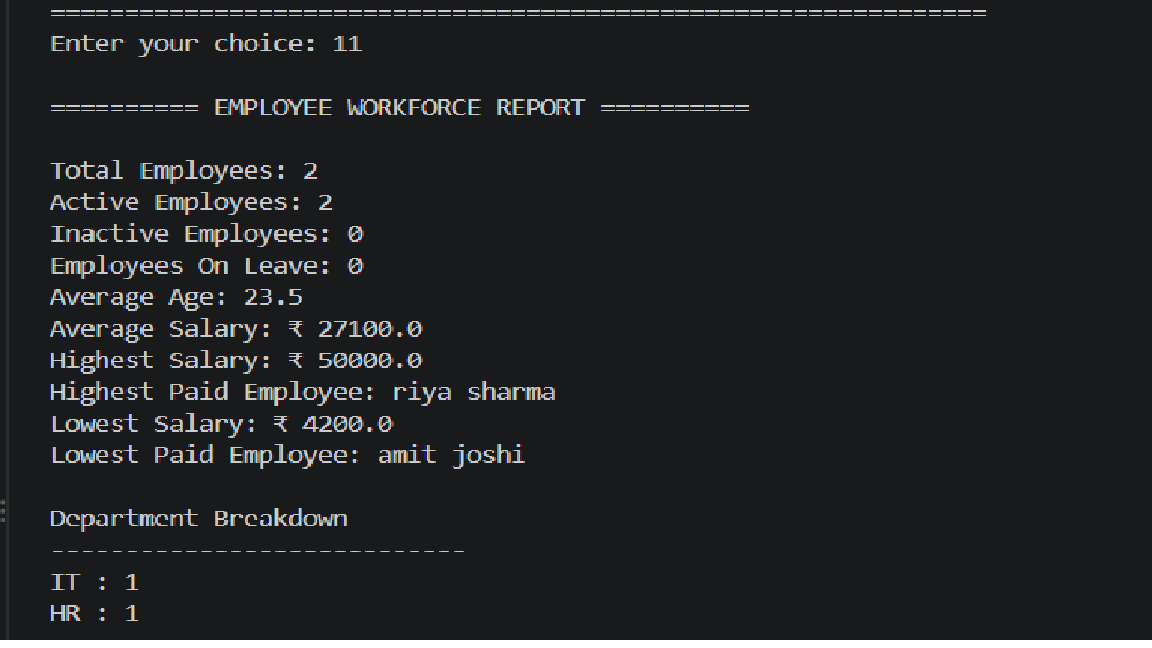 ===============================================================
Enter your choice: 11
========== EMPLOYEE WORKFORCE REPORT ==========
Total Employees: 2
Active Employees: 2
Inactive Employees: 0
Employees On Leave: 0
Average Age: 23.5
Average Salary: ₹ 27100.0
Highest Salary: ₹ 50000.0
Highest Paid Employee: riya sharma
Lowest Salary: ₹ 4200.0
Lowest Paid Employee: amit joshi
Department Breakdown
----------------------------
IT : 1
HR : 1